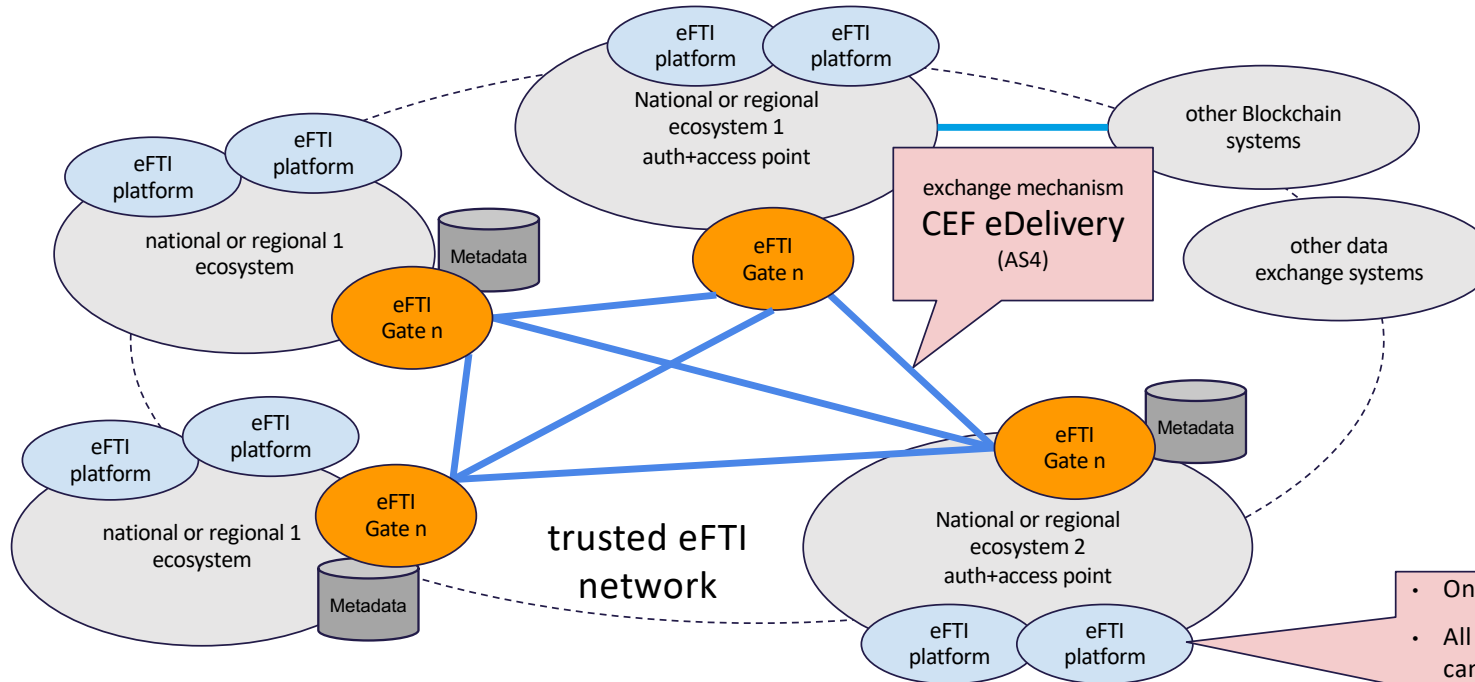 eFTI
platform
eFTI
platform
National or regional
ecosystem 1
auth+access point
other Blockchain
systems
eFTI
platform
eFTI
platform
national or regional 1
ecosystem
Metadata
eFTI
Gate n
eFTI
Gate n
exchange mechanism
CEF eDelivery
(AS4)
other data
exchange systems
eFTI
platform
eFTI
platform
national or regional 1
ecosystem
eFTI
Gate n
Metadata
trusted eFTI
network
eFTI
Gate n
Metadata
National or regional
ecosystem 2
auth+access point
eFTI
platform
eFTI
platform
• On
• All